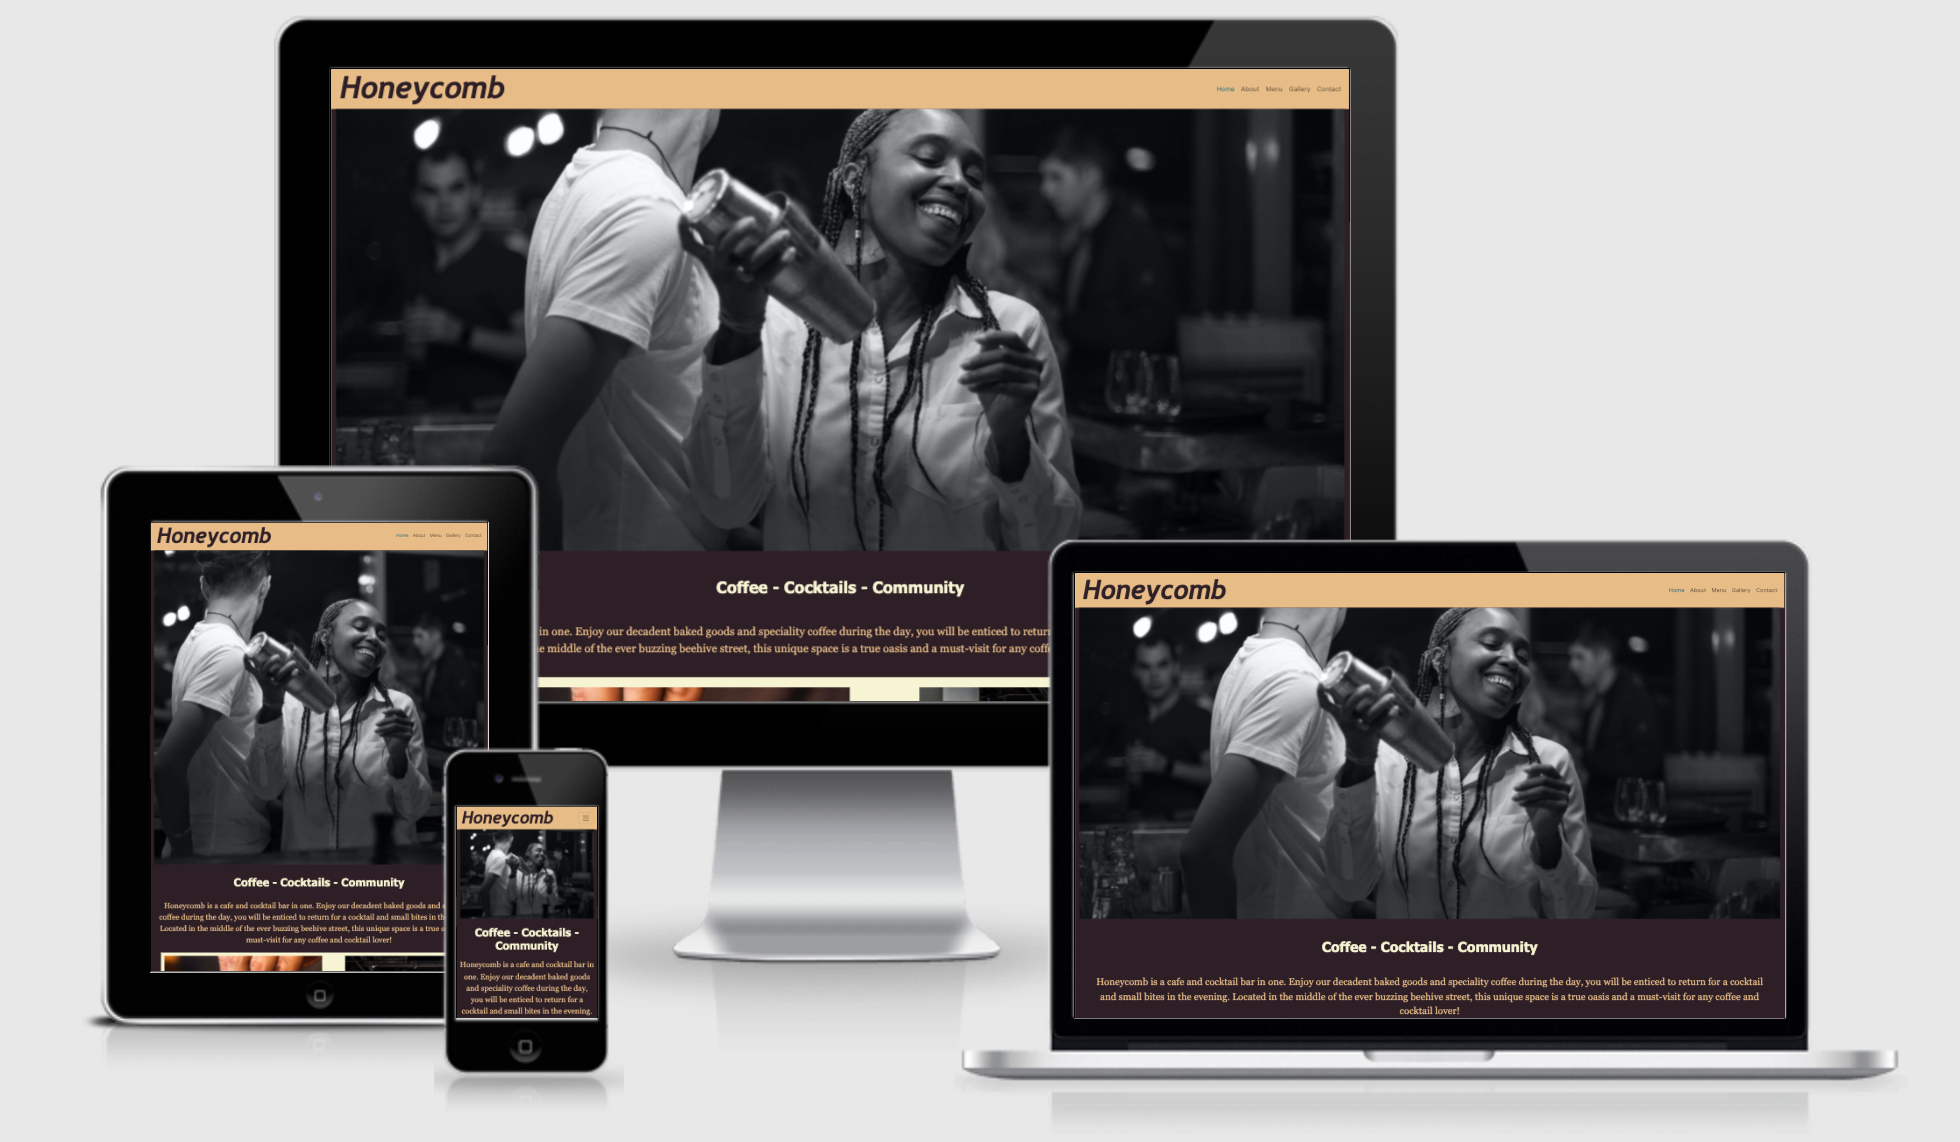 Honeycomb
Home About Menu Gallery Contact
Coffee - Cocktails - Community
in one. Enjoy our decadent baked goods and speciality coffee during the day, you will be enticed to return
middle of the ever buzzing beehive street, this unique space is a true oasis and a must-visit for any
Honeycomb
Home About Menu Gallery Contact
Coffee - Cocktails - Community
Honeycomb is a cafe and cocktail bar in one. Enjoy our decadent baked goods and
coffee during the day, you will be enticed to return for a cocktail and small bites in
Located in the middle of the ever buzzing beehive street, this unique space is a true
must-visit for any coffee and cocktail lover!
Honeycomb
Coffee - Cocktails -
Community
Honeycomb is a cafe and cocktail bar in
one. Enjoy our decadent baked goods
and speciality coffee during the day,
you will be enticed to return for a
cocktail and small bites in the evening.
Honeycomb
Home About Menu Gallery Contact
Coffee - Cocktails - Community
Honeycomb is a cafe and cocktail bar in one. Enjoy our decadent baked goods and speciality coffee during the day, you will be enticed to return for a cocktail
and small bites in the evening. Located in the middle of the ever buzzing beehive street, this unique space is a true oasis and a must-visit for any coffee and
cocktail lover!